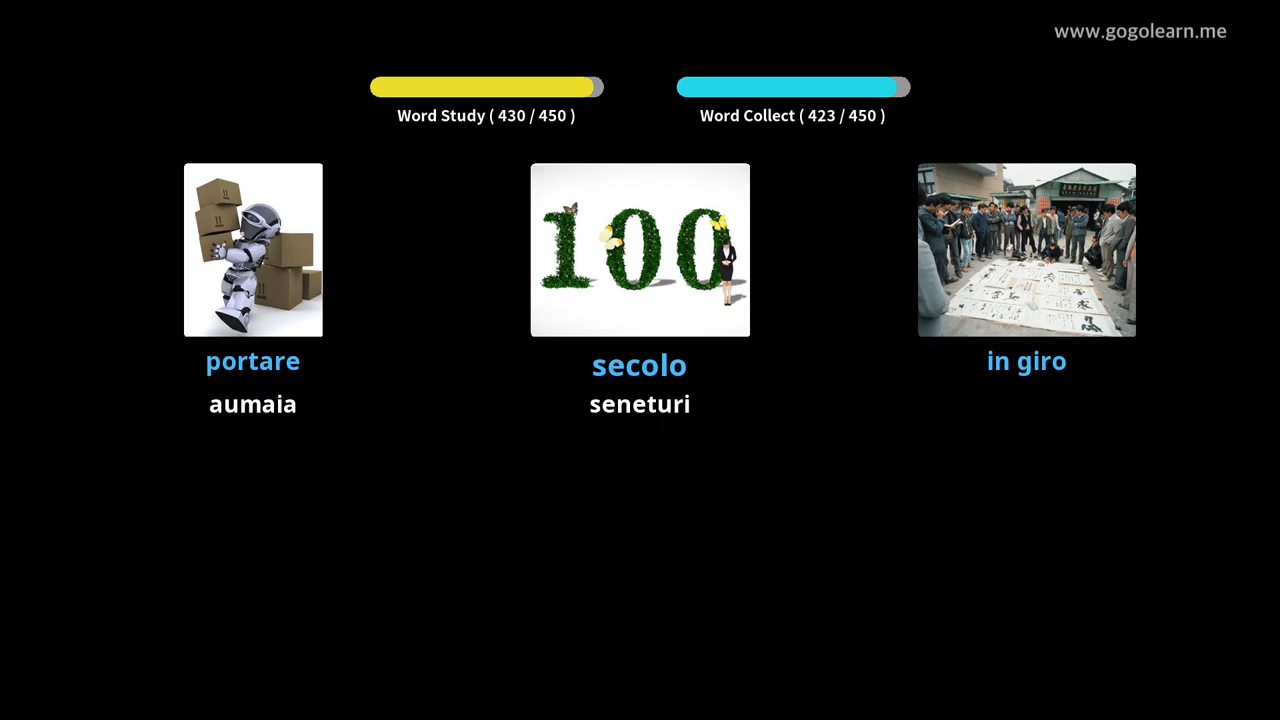 www.gogolearn.me
Word Study ( 430 / 450 )
Word Collect ( 423 / 450 )
portare
secolo
in giro
aumaia
seneturi